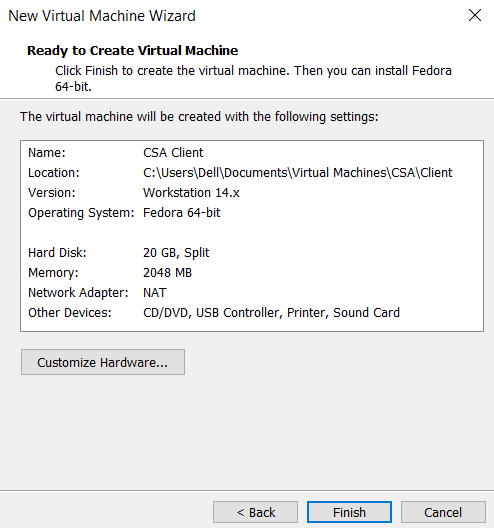 New Virtual Machine Wizard
Ready to Create Virtual Machine
Click Finish to create the virtual machine. Then you can install Fedora
64-bit.
The virtual machine will be created with the following settings:
Name: CSA Client
Location: C:\Users\Dell\Documents\Virtual Machines\CSA\Client
Version: Workstation 14.x
Operating System: Fedora 64-bit
Hard Disk: 20 GB, Split
Memory: 2048 MB
Network Adapter: NAT
Other Devices: CD/DVD, USB Controller, Printer, Sound Card
Customize Hardware...
< Back Finish Cancel